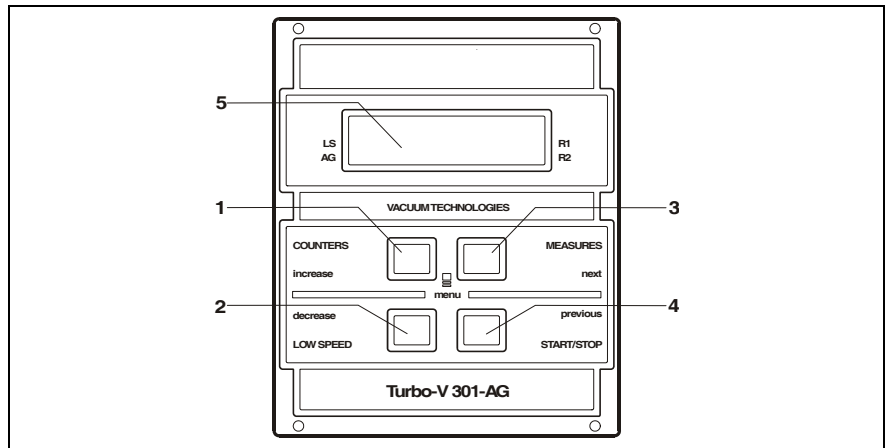 5
LS R1
AG R2
1 VACUUM TECHNOLOGIES 3
COUNTERS MEASURES
increase next
menu
2 decrease previous 4
LOW SPEED START/STOP
Turbo-V 301-AG